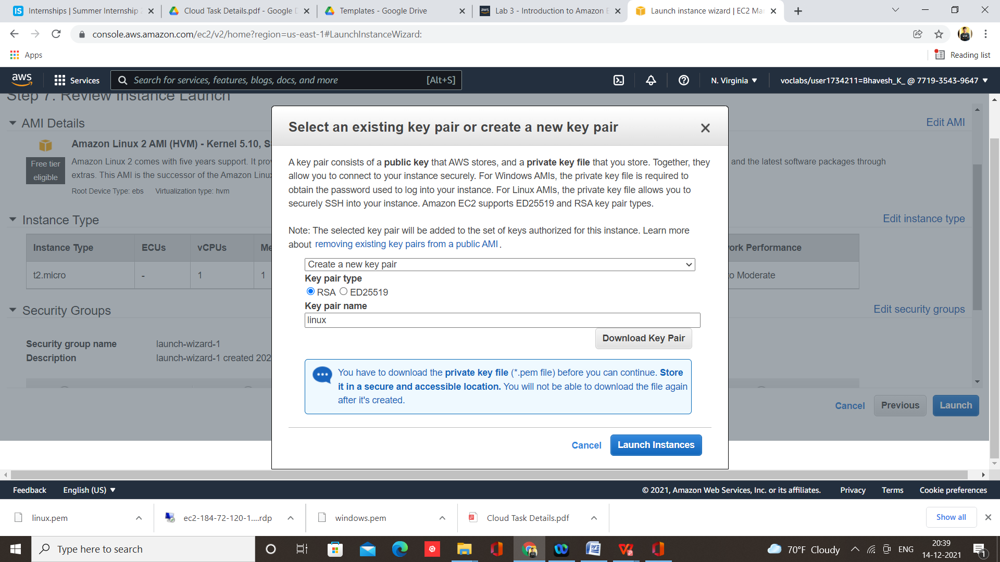 Internships | Summer Internship
Cloud Task Details.pdf - Google D
Templates - Google Drive
aws
Lab 3 - Introduction to Amazon E
Launch instance wizard | EC2 Ma
console.aws.amazon.com/ec2/v2/home?region=us-east-1#LaunchInstanceWizard:
Apps
Reading list
aws
Services
Search for services, features, blogs, docs, and more
[Alt+S]
N. Virginia
voclabs/user1734211=Bhavesh_K_ @ 7719-3543-9647
Step 7: Review Instance Launch
AMI Details
Edit AMI
Amazon Linux 2 AMI (HVM) - Kernel 5.10, S
Free tier
eligible
Amazon Linux 2 comes with five years support. It pro
and the latest software packages through
extras. This AMI is the successor of the Amazon Linu
Root Device Type: ebs
Virtualization type: hvm
Instance Type
Edit instance type
Instance Type
ECUs
vCPUs
Me
ork Performance
t2.micro
-
1
1
o Moderate
Security Groups
Edit security groups
Security group name
launch-wizard-1
Description
launch-wizard-1 created 202
Cancel
Previous
Launch
Select an existing key pair or create a new key pair
A key pair consists of a public key that AWS stores, and a private key file that you store. Together, they
allow you to connect to your instance securely. For Windows AMIs, the private key file is required to
obtain the password used to log into your instance. For Linux AMIs, the private key file allows you to
securely SSH into your instance. Amazon EC2 supports ED25519 and RSA key pair types.
Note: The selected key pair will be added to the set of keys authorized for this instance. Learn more
about removing existing key pairs from a public AMI .
Create a new key pair
Key pair type
RSA ED25519
Key pair name
linux
Download Key Pair
You have to download the private key file (*.pem file) before you can continue. Store
it in a secure and accessible location. You will not be able to download the file again
after it's created.
Cancel
Launch Instances
Feedback
English (US)
© 2021, Amazon Web Services, Inc. or its affiliates.
Privacy
Terms
Cookie preferences
linux.pem
ec2-184-72-120-1....rdp
windows.pem
Cloud Task Details.pdf
Show all
Type here to search
70°F Cloudy
ENG
20:39
14-12-2021
1